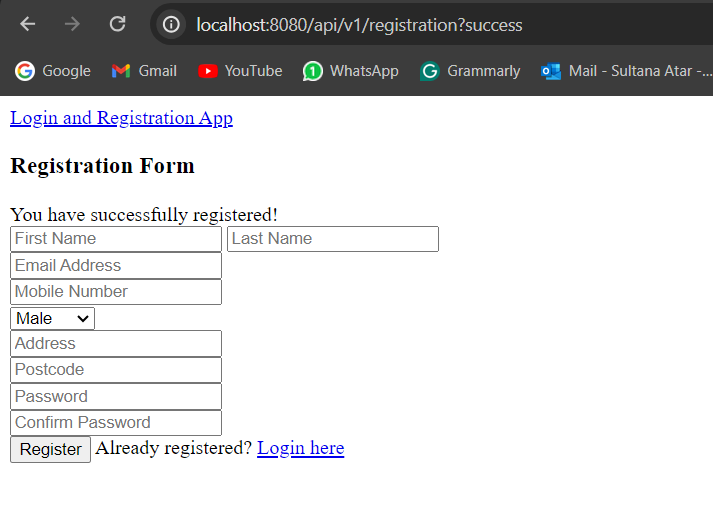 localhost:8080/api/v1/registration?success
Google Gmail YouTube 1 WhatsApp Grammarly Mail - Sultana Atar -...
Login and Registration App
Registration Form
You have successfully registered!
First Name Last Name
Email Address
Mobile Number
Male
Address
Postcode
Password
Confirm Password
Register Already registered? Login here